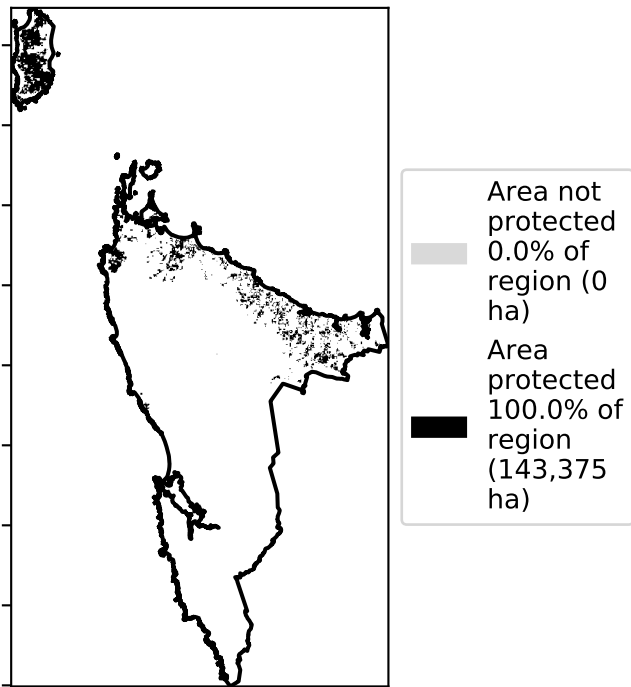 Area not
protected
0.0% of
region (0
ha)
Area
protected
100.0% of
region
(143,375
ha)